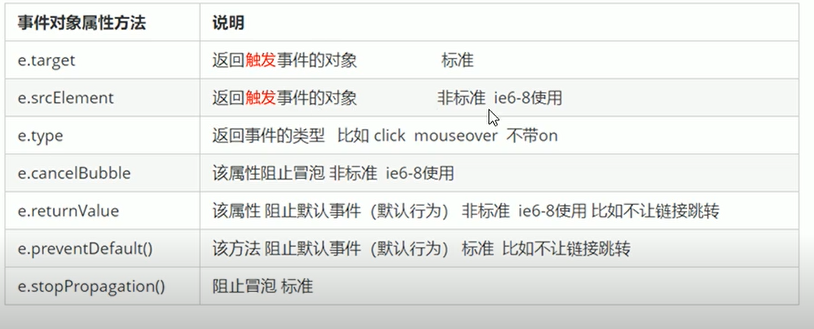 事件对象属性方法 说明
e.target 返回触发事件的对象 标准
e.srcElement 返回触发事件的对象 非标准 ie6-8使用
e.type 返回事件的类型 比如 click mouseover 不带on
e.cancelBubble 该属性阻止冒泡 非标准 ie6-8使用
e.returnValue 该属性 阻止默认事件（默认行为） 非标准 ie6-8使用 比如不让链接跳转
e.preventDefault() 该方法 阻止默认事件（默认行为） 标准 比如不让链接跳转
e.stopPropagation() 阻止冒泡 标准